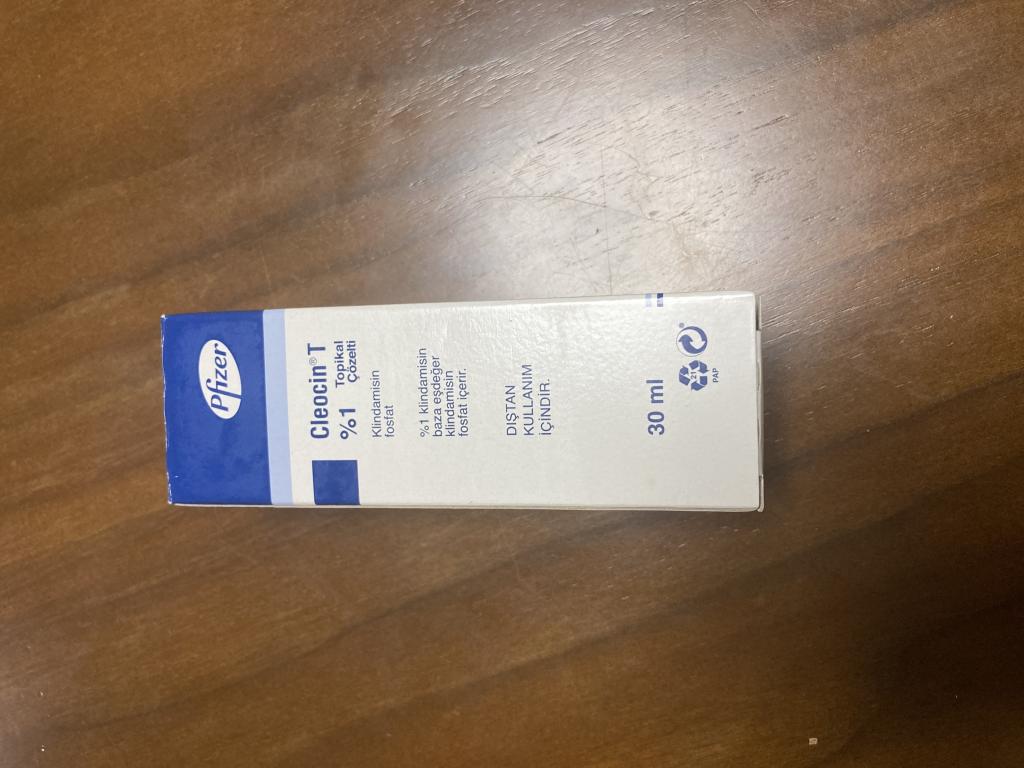 Pfizer
Cleocin® T
%1 Topikal
Çözelti
Klindamisin
fosfat
%1 klindamisin
baza eşdeğer
klindamisin
fosfat içerir.
DIŞTAN
KULLANIM
İÇİNDİR.
30 ml
21
PAP